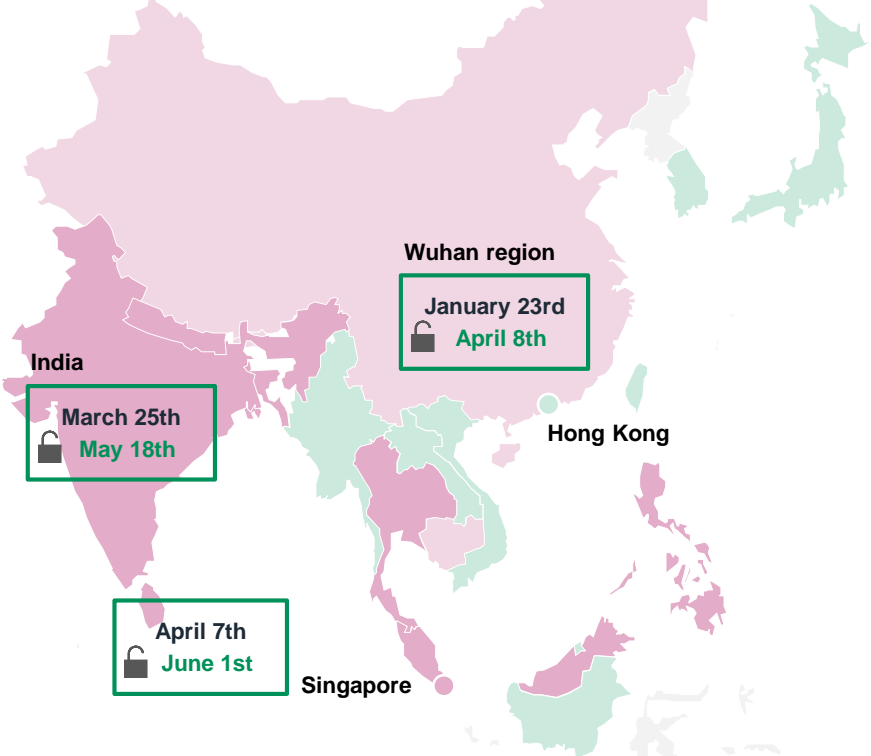 Wuhan region
January 23rd
April 8th
India
March 25th
May 18th
Hong Kong
April 7th
June 1st
Singapore